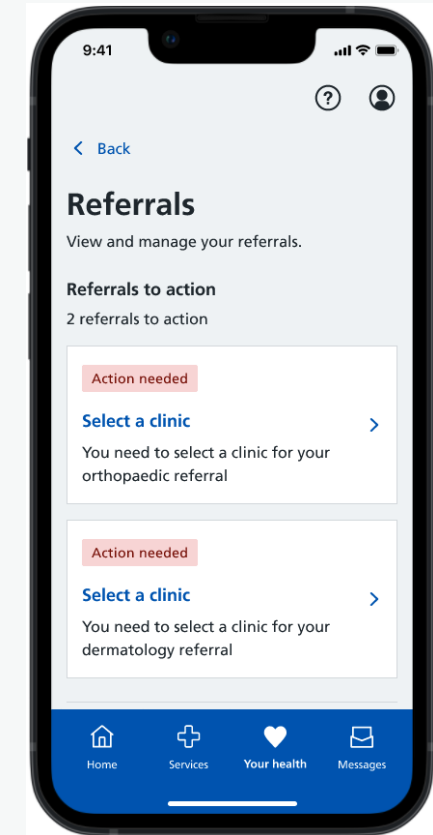 9:41
Back
Referrals
View and manage your referrals.
Referrals to action
2 referrals to action
Action needed
Select a clinic
You need to select a clinic for your
orthopaedic referral
Action needed
Select a clinic
You need to select a clinic for your
dermatology referral
Home Services Your health Messages